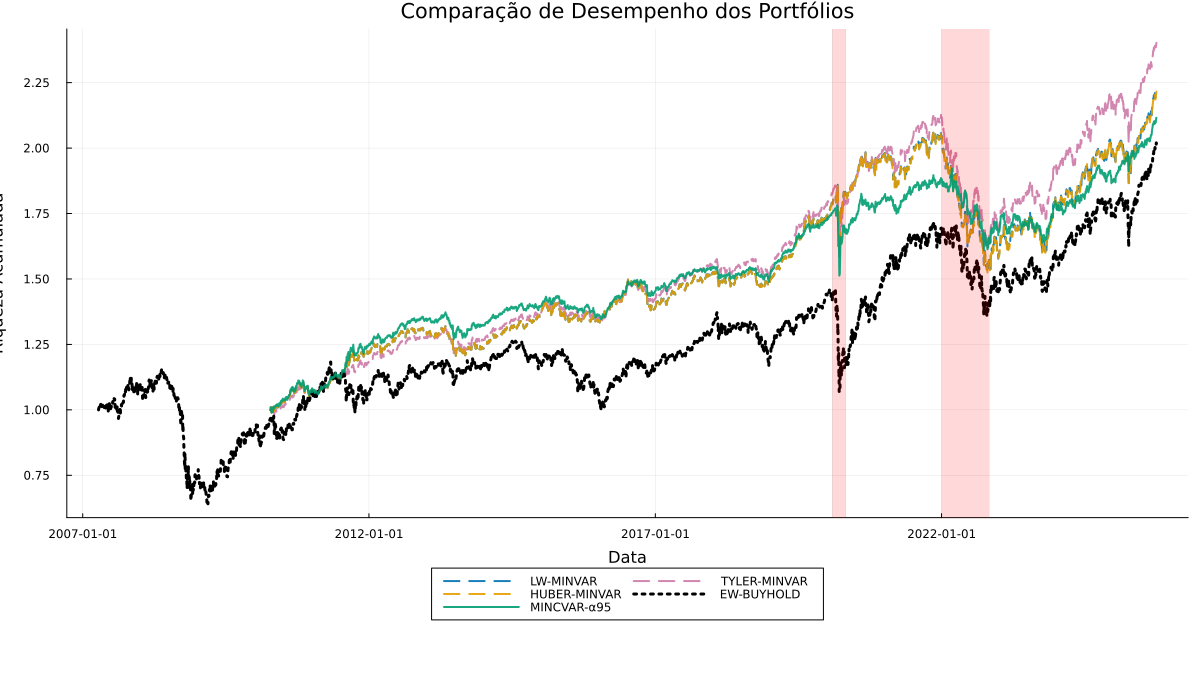 Comparação de Desempenho dos Portfólios
2.25
2.00
1.75
1.50
1.25
1.00
0.75
2007-01-01 2012-01-01 2017-01-01 2022-01-01
Data
LW-MINVAR TYLER-MINVAR
HUBER-MINVAR EW-BUYHOLD
MINCVAR-α95